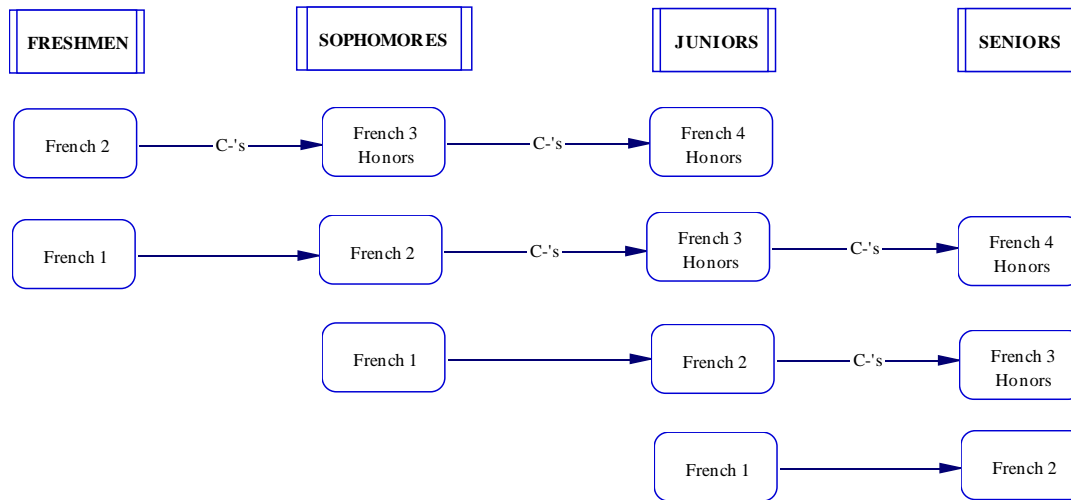 FRESHMEN
SOPHOMORES
JUNIORS
SENIORS
French 2
C-'s
French 3
Honors
C-'s
French 4
Honors
French 1
French 2
C-'s
French 3
Honors
C-'s
French 4
Honors
French 1
French 2
C-'s
French 3
Honors
French 1
French 2